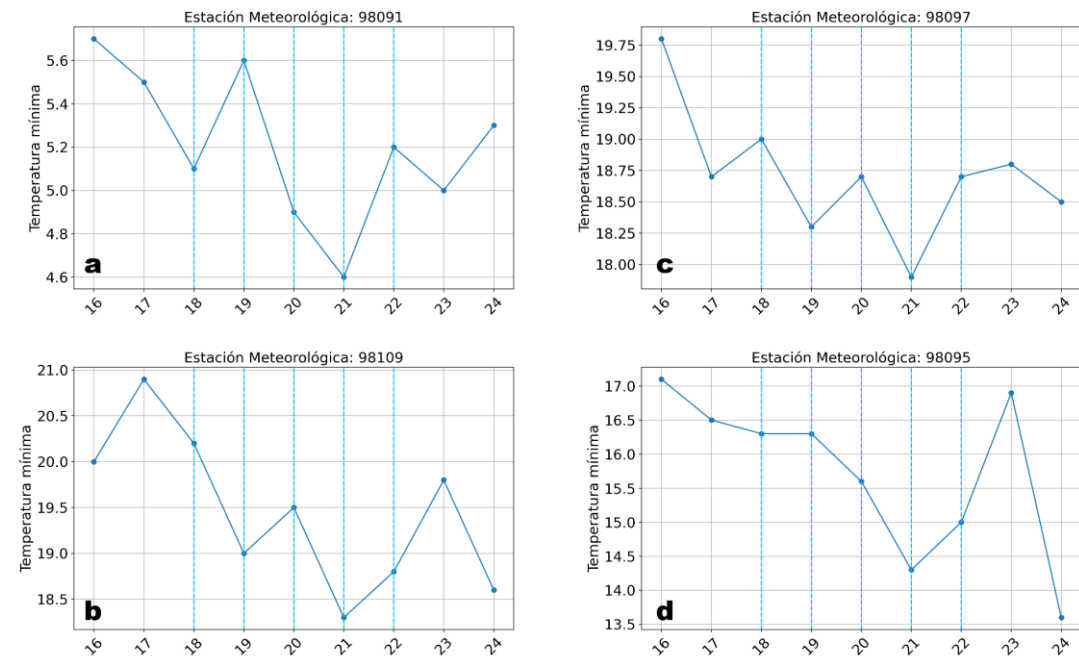 Estación Meteorológica: 98091
Temperatura mínima
5.6
5.4
5.2
5.0
4.8
4.6
a
16 17 18 19 20 21 22 23 24
Estación Meteorológica: 98097
Temperatura mínima
19.75
19.50
19.25
19.00
18.75
18.50
18.25
18.00
c
16 17 18 19 20 21 22 23 24
Estación Meteorológica: 98109
Temperatura mínima
21.0
20.5
20.0
19.5
19.0
18.5
b
16 17 18 19 20 21 22 23 24
Estación Meteorológica: 98095
Temperatura mínima
17.0
16.5
16.0
15.5
15.0
14.5
14.0
13.5
d
16 17 18 19 20 21 22 23 24